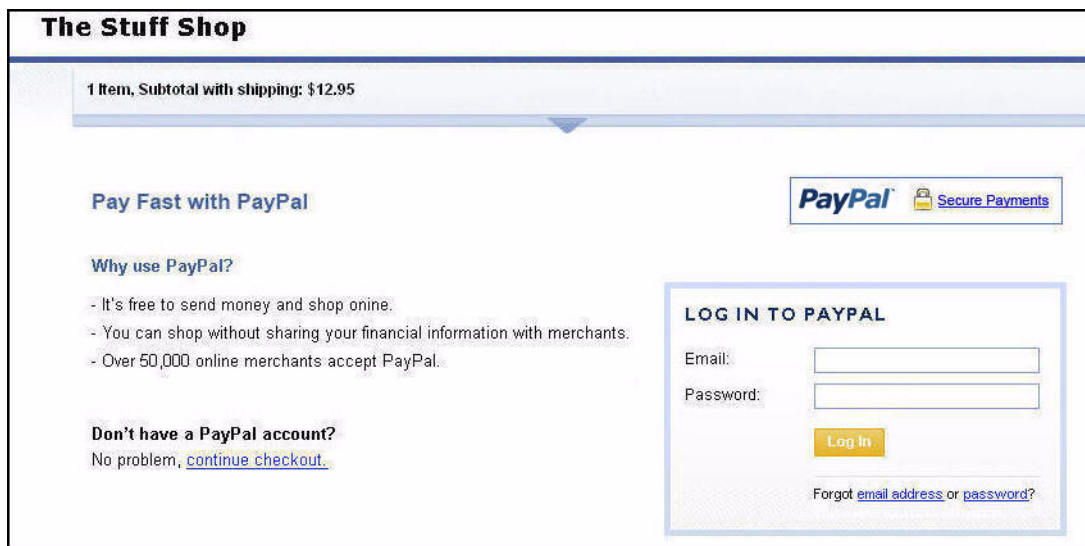 The Stuff Shop
1 Item, Subtotal with shipping: $12.95
Pay Fast with PayPal
PayPal Secure Payments
Why use PayPal?
- It's free to send money and shop onine.
- You can shop without sharing your financial information with merchants.
- Over 50,000 online merchants accept PayPal.
Don't have a PayPal account?
No problem, continue checkout.
LOG IN TO PAYPAL
Email:
Password:
Log In
Forgot email address or password?